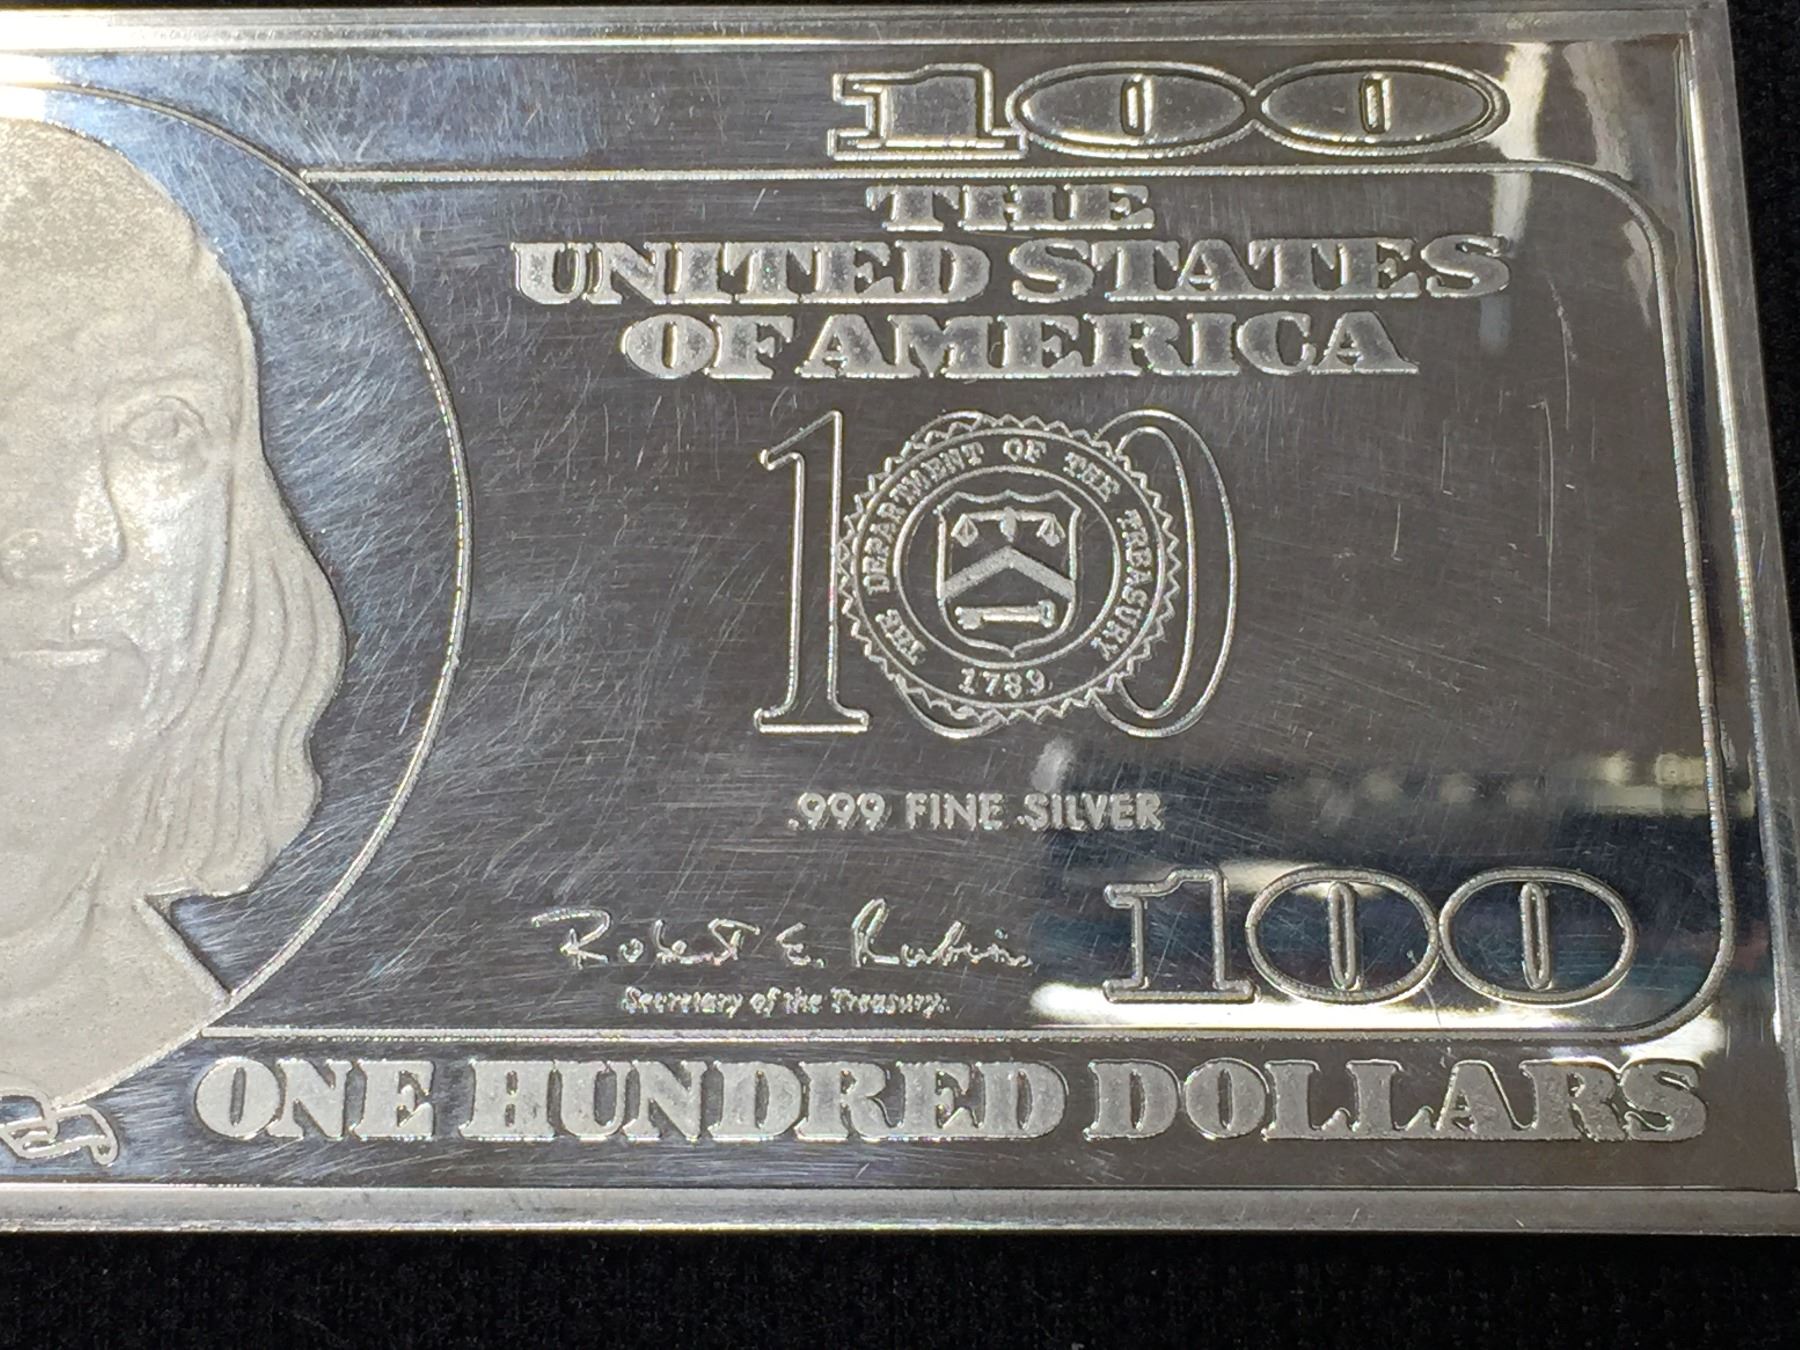 100
THE
UNITED STATES
OF AMERICA
100
THE DEPARTMENT OF THE TREASURY
1789
.999 FINE SILVER
Robert E. Rubin
100
Secretary of the Treasury.
ONE HUNDRED DOLLARS